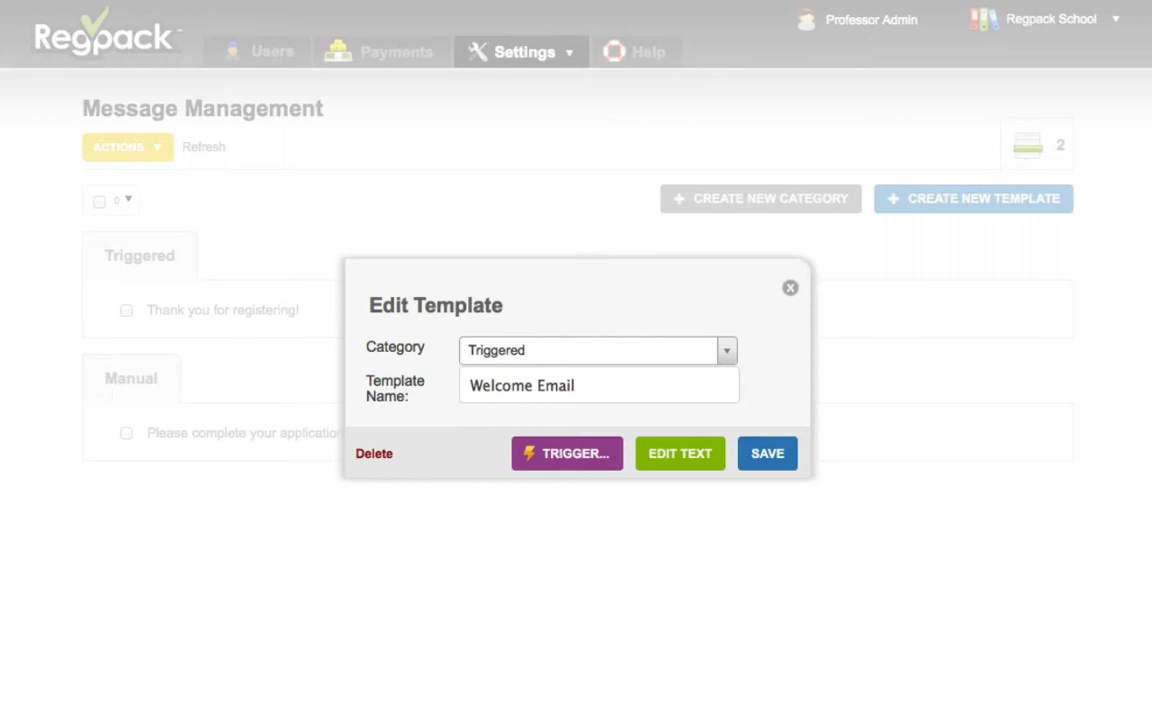 Regpack
Professor Admin
Regpack School
Users
Payments
Settings
Help
Message Management
ACTIONS
Refresh
2
0
+ CREATE NEW CATEGORY
+ CREATE NEW TEMPLATE
Triggered
Thank you for registering!
Manual
Please complete your application
Edit Template
Category
Triggered
Template
Name:
Welcome Email
Delete
TRIGGER...
EDIT TEXT
SAVE